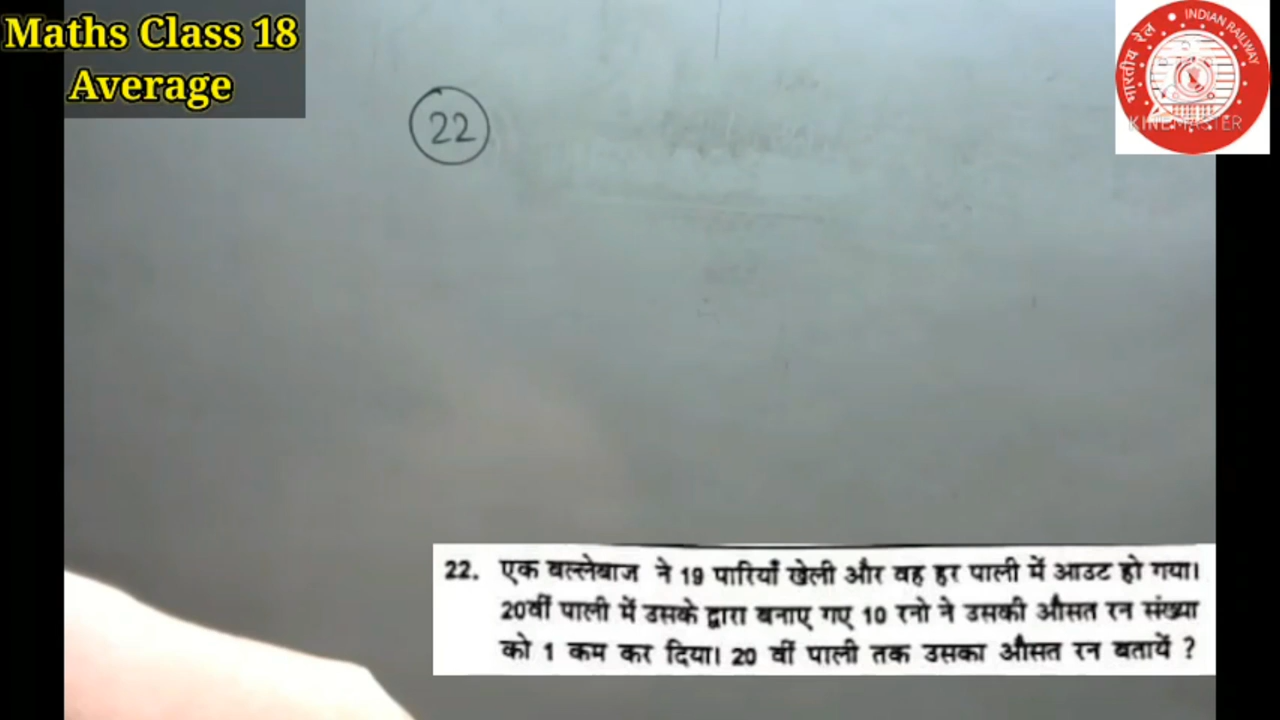 Maths Class 18
Average
भारतीय रेल
INDIAN RAILWAY
KINEMASTER
22
22. एक बल्लेबाज ने 19 पारियाँ खेली और वह हर पाली में आउट हो गया।
20वीं पाली में उसके द्वारा बनाए गए 10 रनो ने उसकी औसत रन संख्या
को 1 कम कर दिया। 20 वीं पाली तक उसका औसत रन बतायें ?